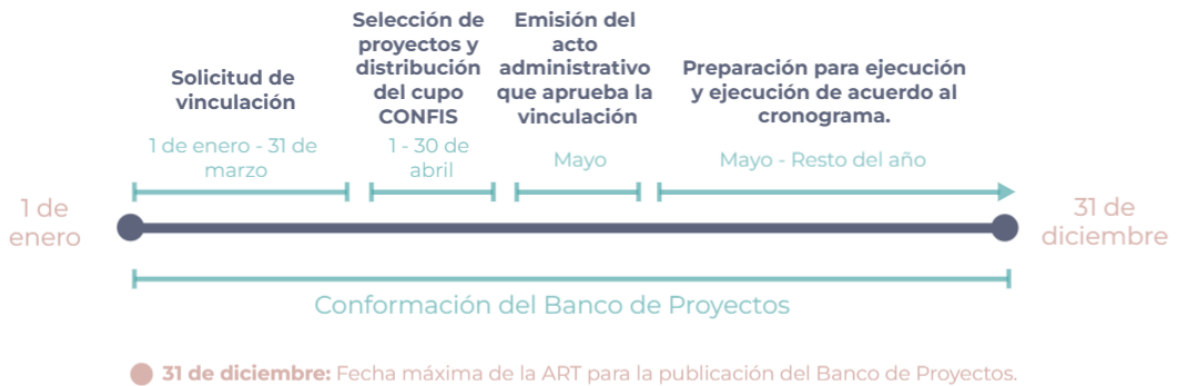 Solicitud de
vinculación
1 de enero - 31 de
marzo
Selección de
proyectos y
distribución
del cupo
CONFIS
1 - 30 de
abril
Emisión del
acto
administrativo
que aprueba la
vinculación
Mayo
Preparación para ejecución
y ejecución de acuerdo al
cronograma.
Mayo - Resto del año
1 de
enero
31 de
diciembre
Conformación del Banco de Proyectos
31 de diciembre: Fecha máxima de la ART para la publicación del Banco de Proyectos.